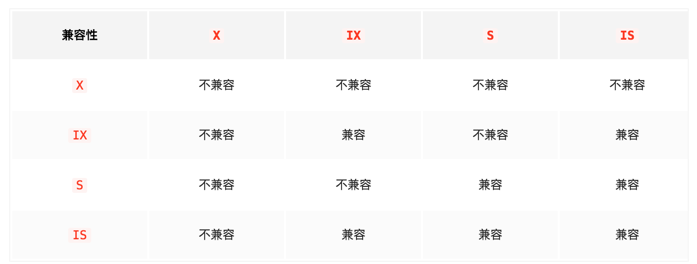 兼容性 X IX S IS
X 不兼容 不兼容 不兼容 不兼容
IX 不兼容 兼容 不兼容 兼容
S 不兼容 不兼容 兼容 兼容
IS 不兼容 兼容 兼容 兼容